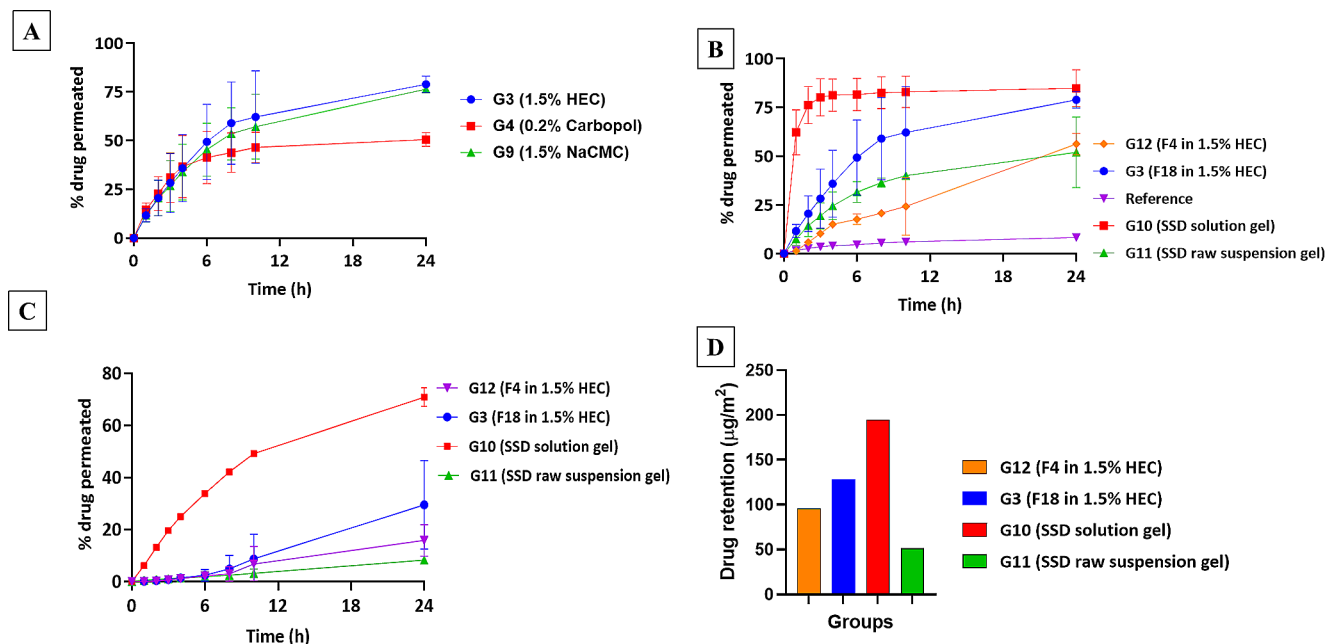 A
% drug permeated
100
75
50
25
0
0
6
12
18
24
Time (h)
G3 (1.5% HEC)
G4 (0.2% Carbopol)
G9 (1.5% NaCMC)
B
% drug permeated
100
75
50
25
0
0
6
12
18
24
Time (h)
G12 (F4 in 1.5% HEC)
G3 (F18 in 1.5% HEC)
Reference
G10 (SSD solution gel)
G11 (SSD raw suspension gel)
C
% drug permeated
80
60
40
20
0
0
6
12
18
24
Time (h)
G12 (F4 in 1.5% HEC)
G3 (F18 in 1.5% HEC)
G10 (SSD solution gel)
G11 (SSD raw suspension gel)
D
Drug retention (µg/m²)
250
200
150
100
50
0
Groups
G12 (F4 in 1.5% HEC)
G3 (F18 in 1.5% HEC)
G10 (SSD solution gel)
G11 (SSD raw suspension gel)